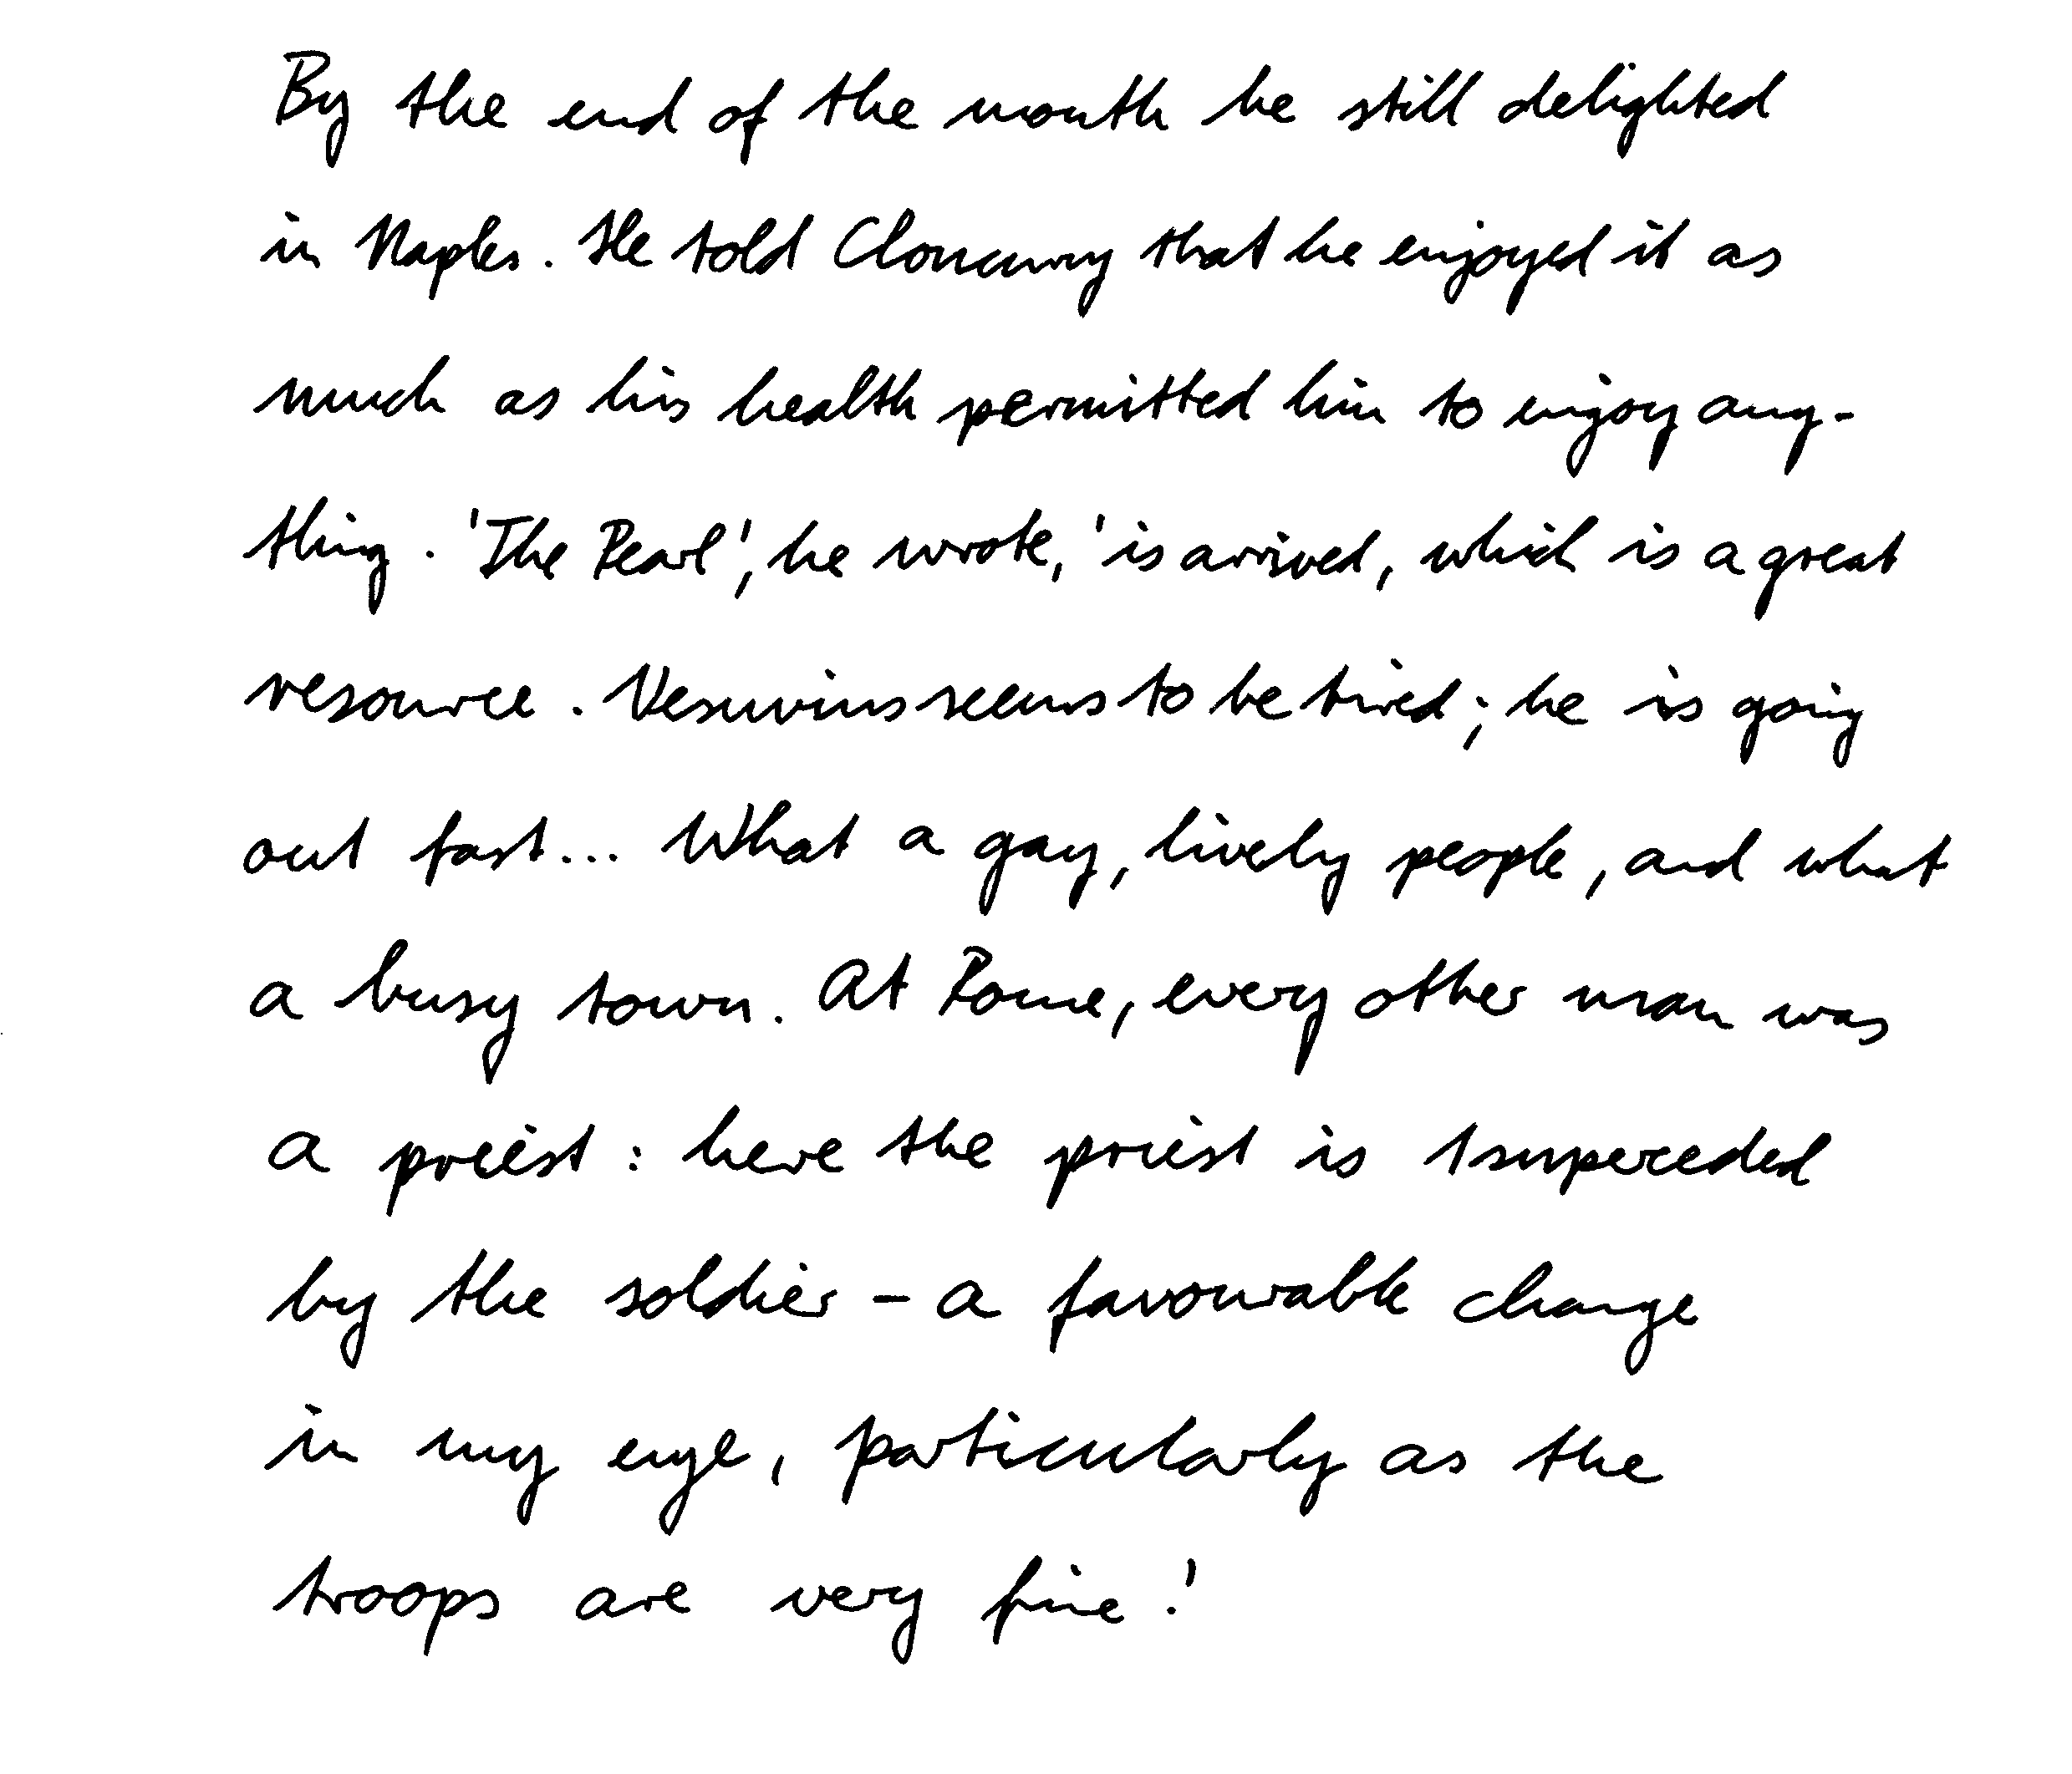 By the end of the month he still delighted
in Naples. He told Cloncurry that he enjoyed it as
much as his health permitted him to enjoy any-
thing. 'The Pearl', he wrote, 'is arrived, which is a great
resource. Vesuvius seems to be tired; he is going
out fast... What a gay, lively people, and what
a busy town. At Rome, every other man was
a priest: here the priest is superceded
by the soldier - a favourable change
in my eye, particularly as the
troops are very fine!